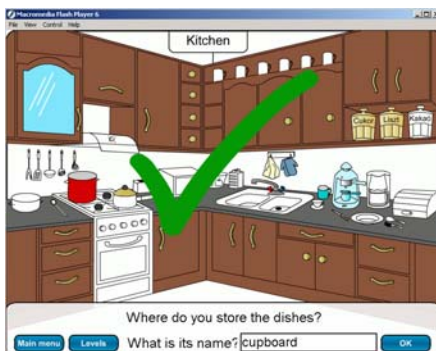 Macromedia Flash Player 6
File View Control Help
Kitchen
Cukor Liszt Kakaó
Where do you store the dishes?
Main menu Levels What is its name? cupboard OK